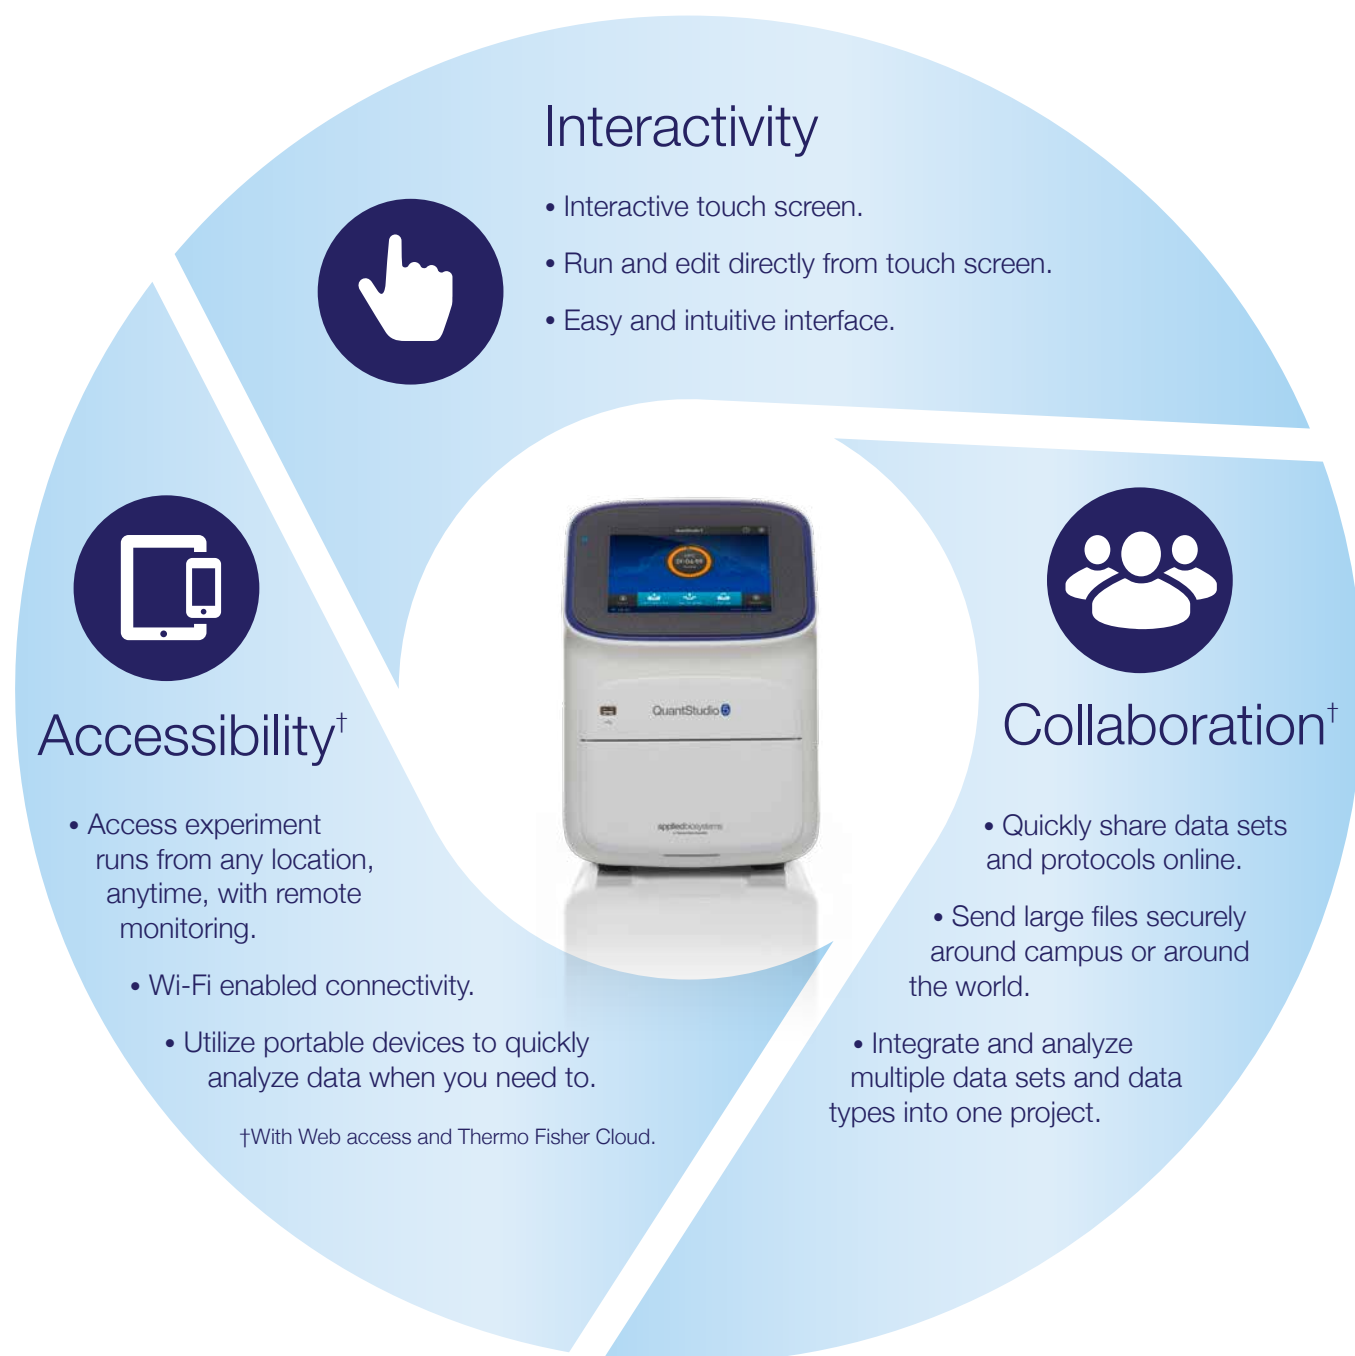 Interactivity
• Interactive touch screen.
• Run and edit directly from touch screen.
• Easy and intuitive interface.
Accessibility†
• Access experiment
runs from any location,
anytime, with remote
monitoring.
• Wi-Fi enabled connectivity.
• Utilize portable devices to quickly
analyze data when you need to.
†With Web access and Thermo Fisher Cloud.
QuantStudio 5
appliedbiosystems
Collaboration†
• Quickly share data sets
and protocols online.
• Send large files securely
around campus or around
the world.
• Integrate and analyze
multiple data sets and data
types into one project.